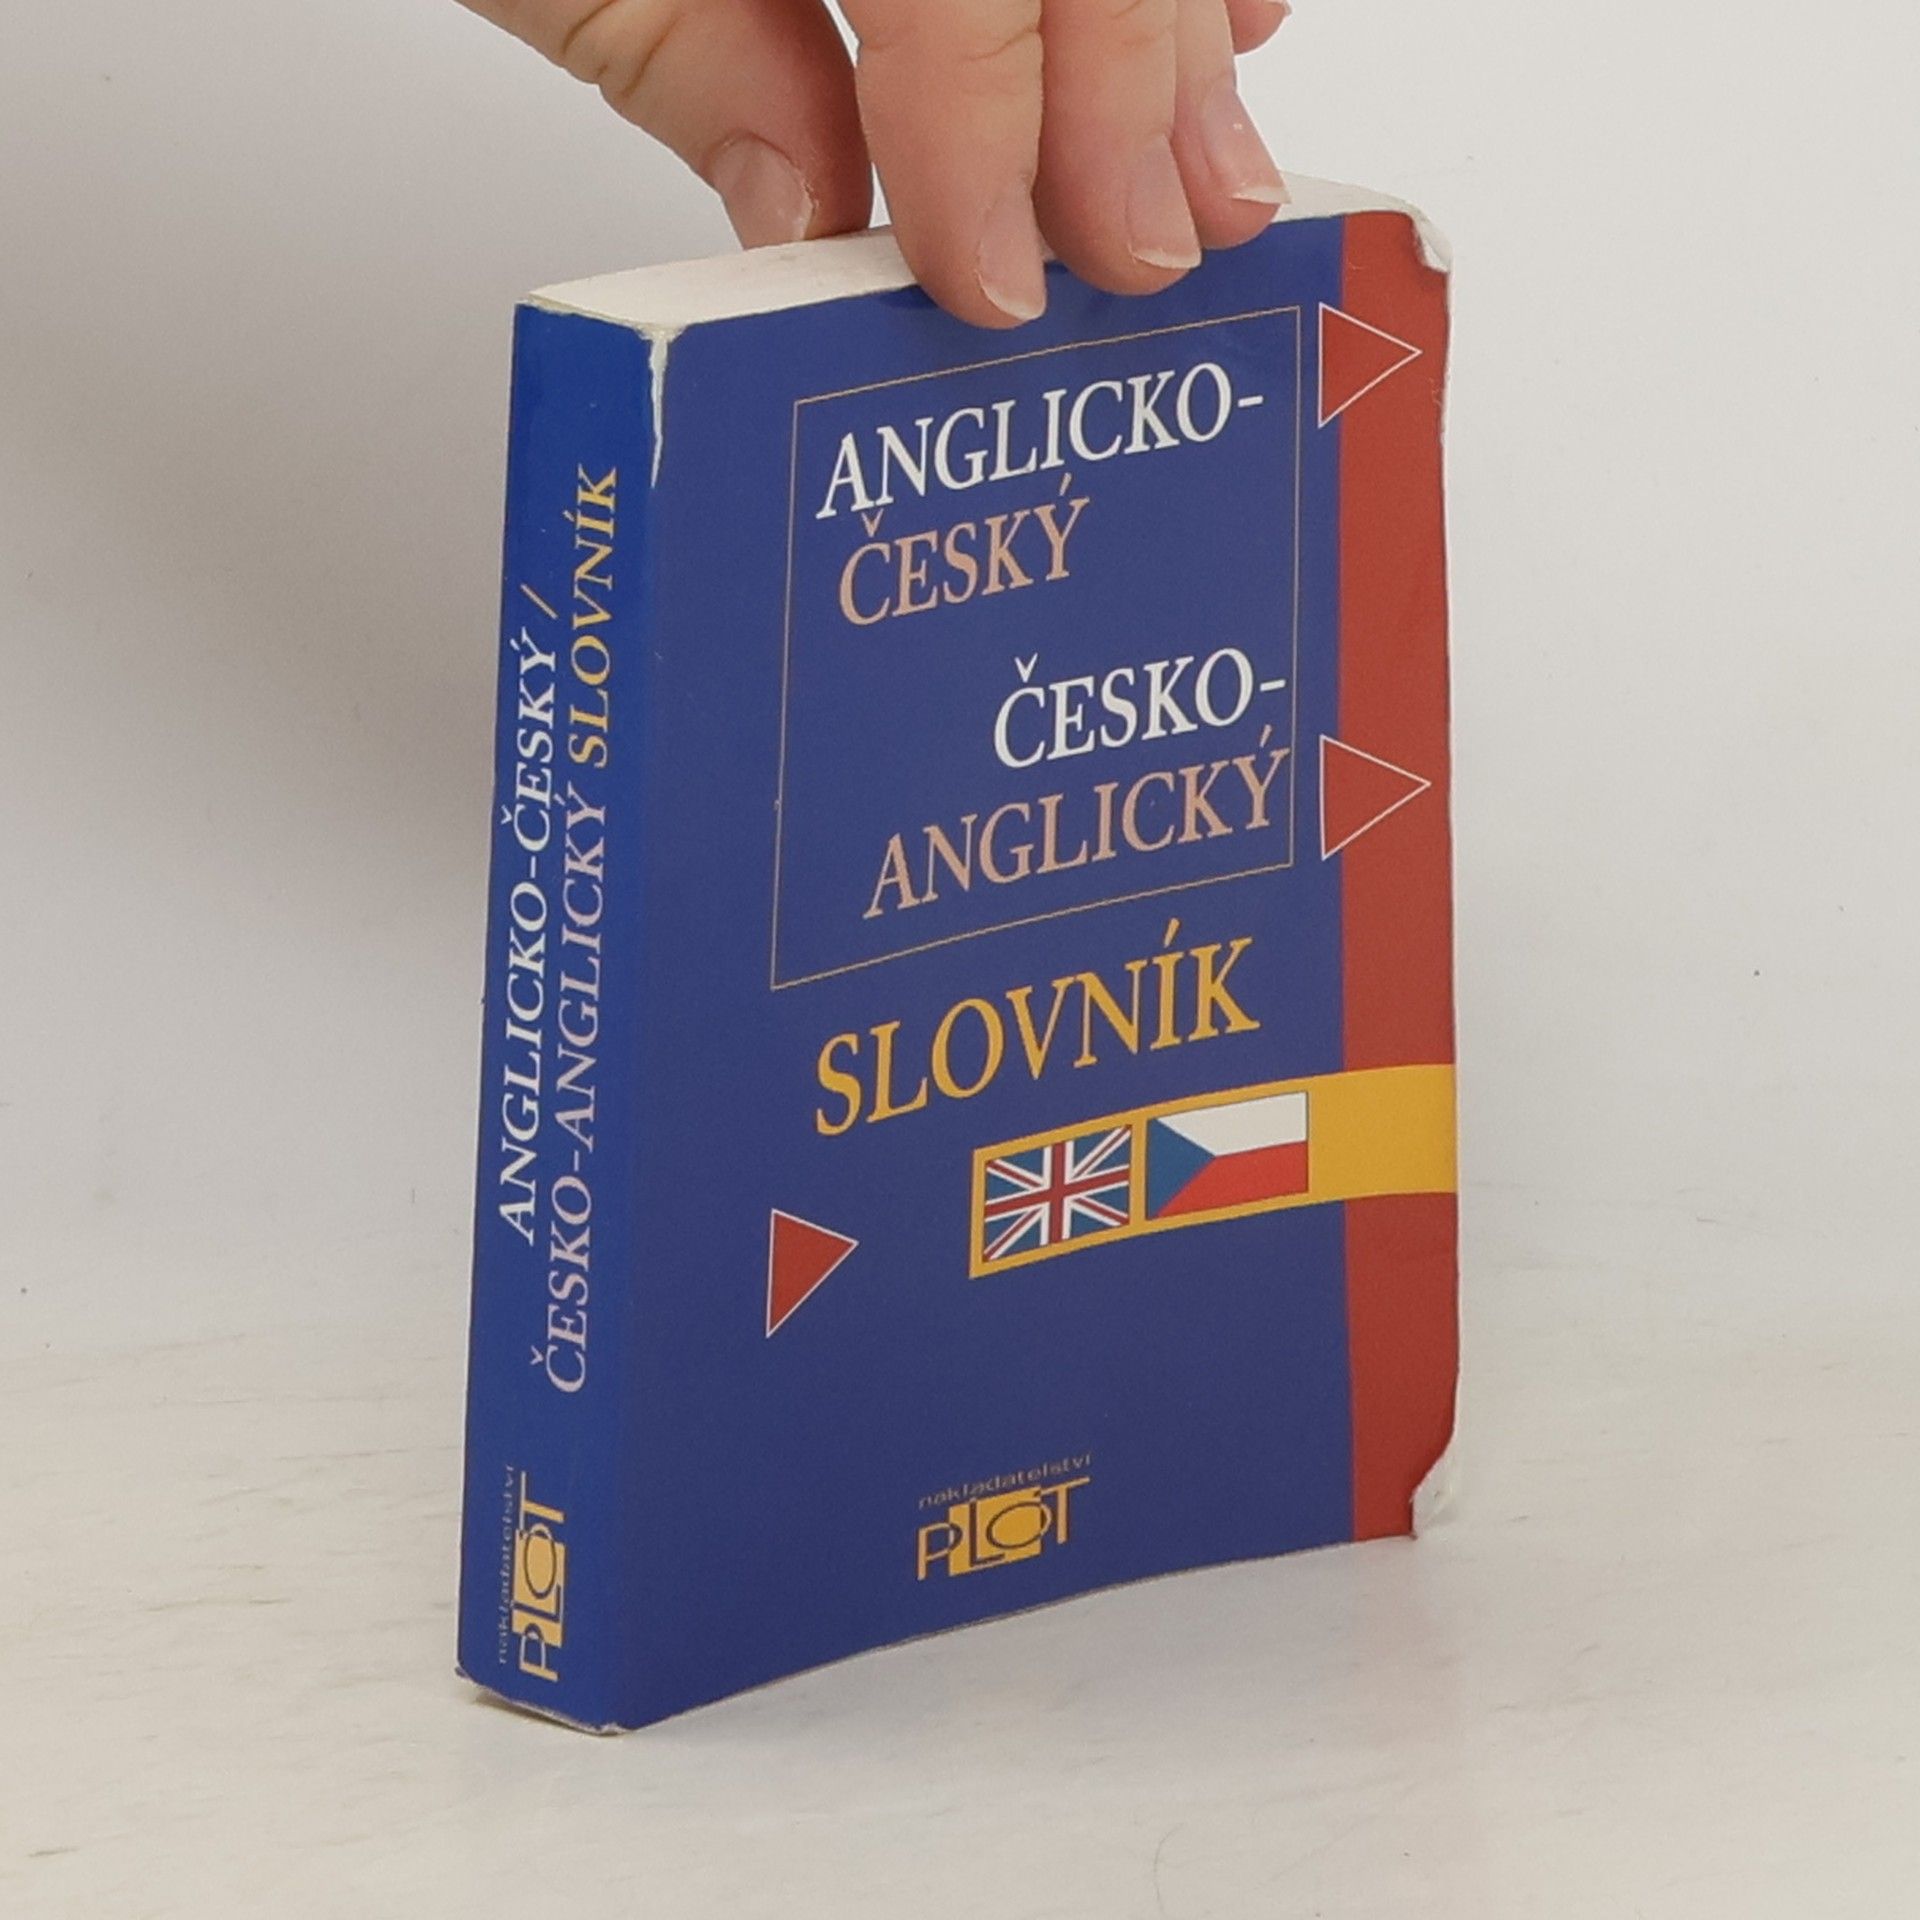 ANGLICKO-ČESKÝ /
ČESKO-ANGLICKÝ SLOVNÍK
nakladatelství
PLOT
ANGLICKO-
ČESKÝ
ČESKO-
ANGLICKÝ
SLOVNÍK
nakladatelství
PLOT